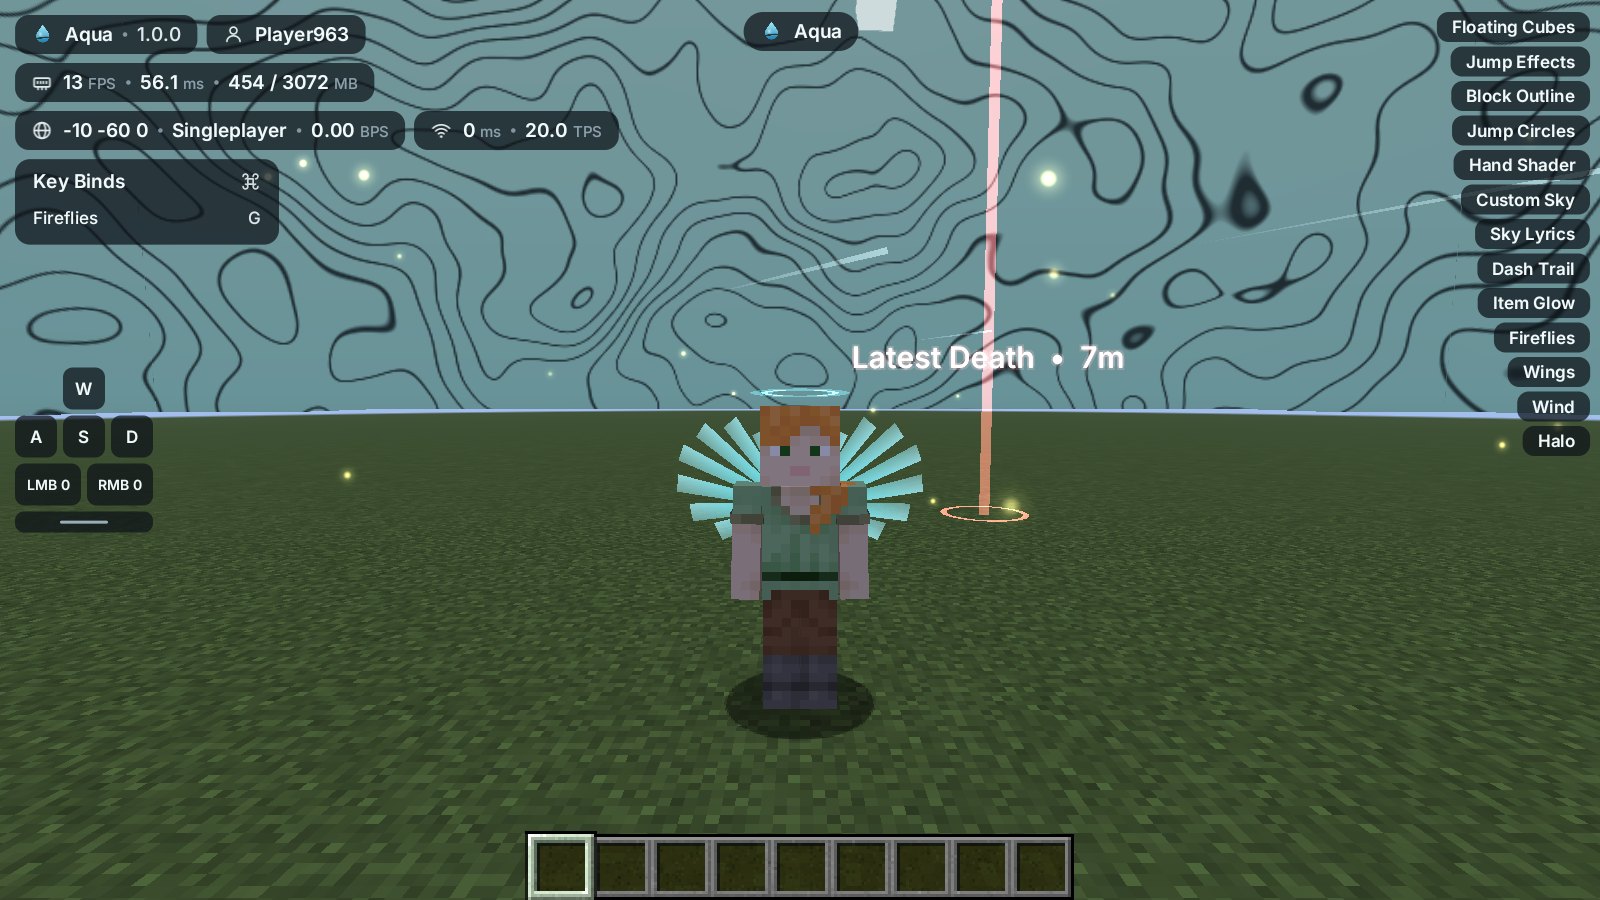 Aqua • 1.0.0
Player963
Aqua
13 FPS • 56.1 ms • 454 / 3072 MB
-10 -60 0 • Singleplayer • 0.00 BPS
0 ms • 20.0 TPS
Key Binds ⌘
Fireflies G
W
A S D
LMB 0 RMB 0
Latest Death • 7m
Floating Cubes
Jump Effects
Block Outline
Jump Circles
Hand Shader
Custom Sky
Sky Lyrics
Dash Trail
Item Glow
Fireflies
Wings
Wind
Halo